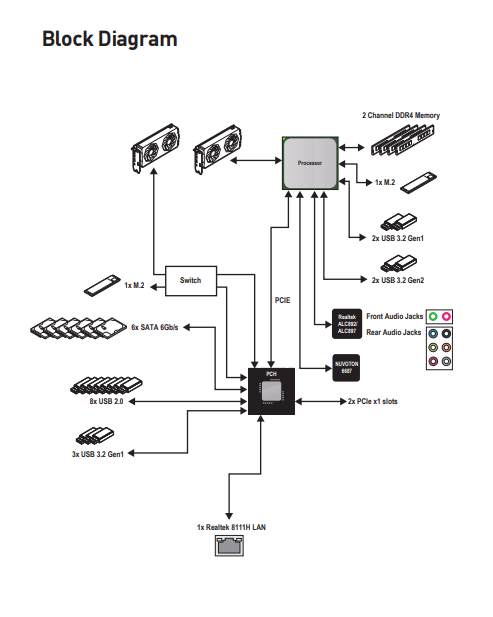 Block Diagram
2 Channel DDR4 Memory
Processor
1x M.2
2x USB 3.2 Gen1
2x USB 3.2 Gen2
Switch
1x M.2
PCIE
6x SATA 6Gb/s
Realtek
ALC892/
ALC897
Front Audio Jacks
Rear Audio Jacks
NUVOTON
6687
PCH
8x USB 2.0
2x PCIe x1 slots
3x USB 3.2 Gen1
1x Realtek 8111H LAN